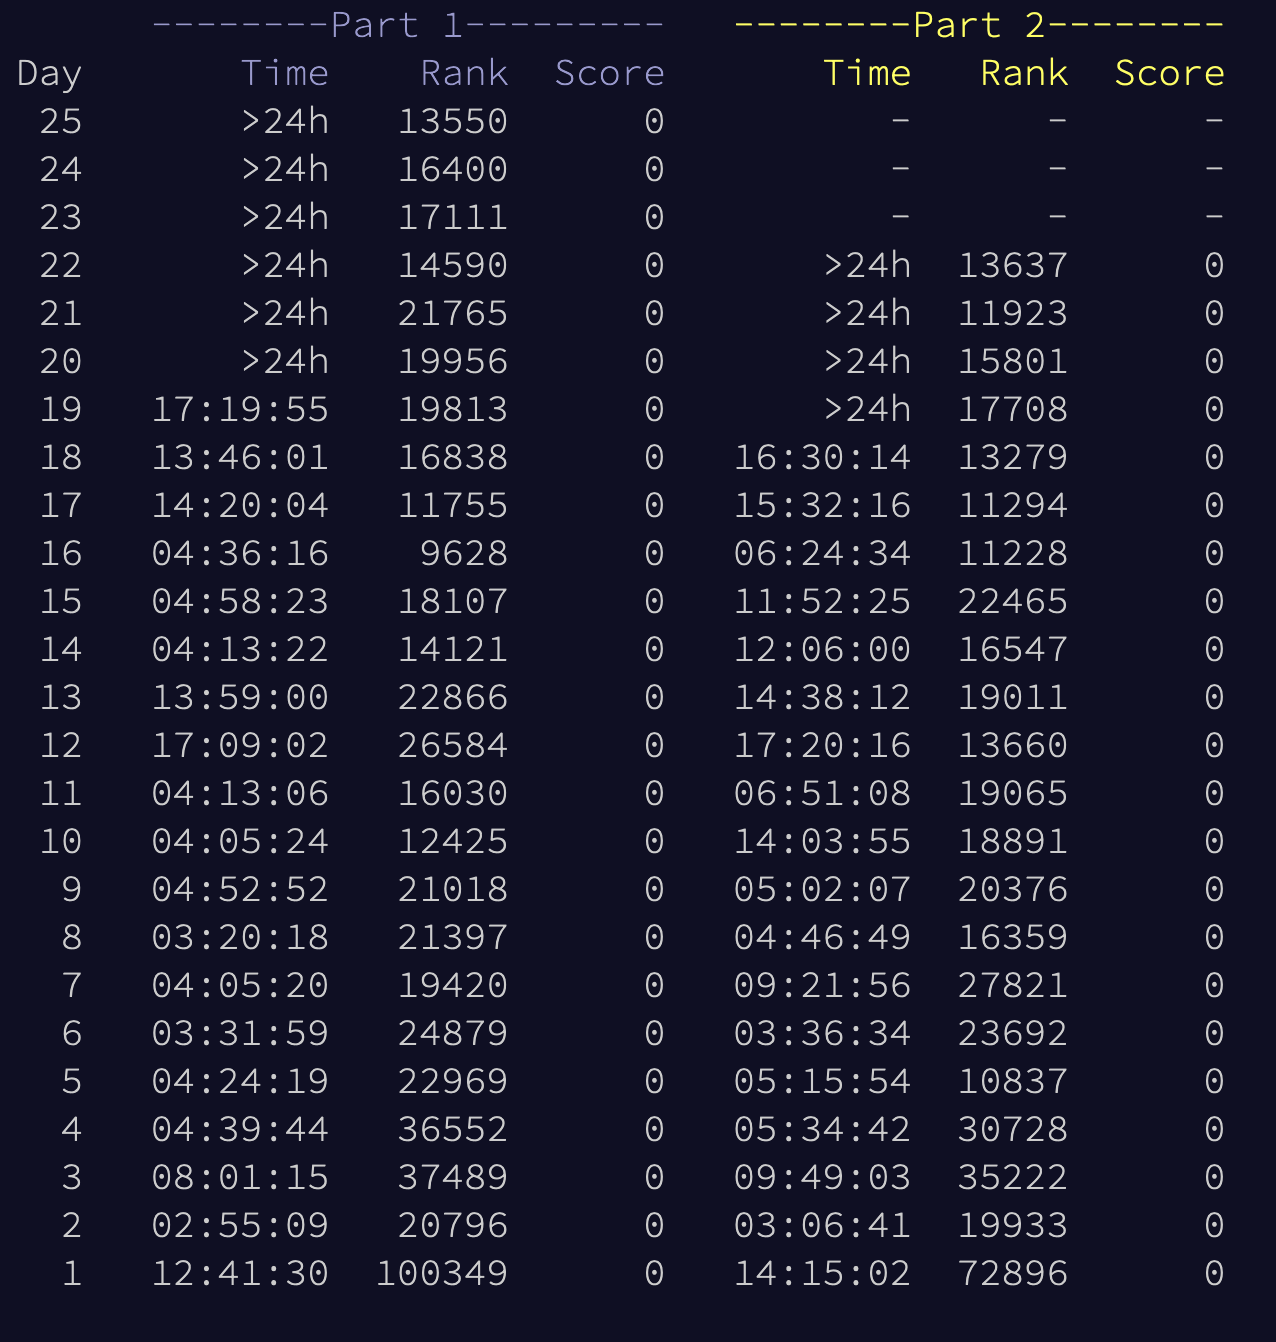 --------Part 1---------   --------Part 2--------
Day       Time    Rank  Score       Time   Rank  Score
25       >24h   13550      0          -      -      -
24       >24h   16400      0          -      -      -
23       >24h   17111      0          -      -      -
22       >24h   14590      0       >24h  13637      0
21       >24h   21765      0       >24h  11923      0
20       >24h   19956      0       >24h  15801      0
19   17:19:55   19813      0       >24h  17708      0
18   13:46:01   16838      0   16:30:14  13279      0
17   14:20:04   11755      0   15:32:16  11294      0
16   04:36:16    9628      0   06:24:34  11228      0
15   04:58:23   18107      0   11:52:25  22465      0
14   04:13:22   14121      0   12:06:00  16547      0
13   13:59:00   22866      0   14:38:12  19011      0
12   17:09:02   26584      0   17:20:16  13660      0
11   04:13:06   16030      0   06:51:08  19065      0
10   04:05:24   12425      0   14:03:55  18891      0
9   04:52:52   21018      0   05:02:07  20376      0
8   03:20:18   21397      0   04:46:49  16359      0
7   04:05:20   19420      0   09:21:56  27821      0
6   03:31:59   24879      0   03:36:34  23692      0
5   04:24:19   22969      0   05:15:54  10837      0
4   04:39:44   36552      0   05:34:42  30728      0
3   08:01:15   37489      0   09:49:03  35222      0
2   02:55:09   20796      0   03:06:41  19933      0
1   12:41:30  100349      0   14:15:02  72896      0